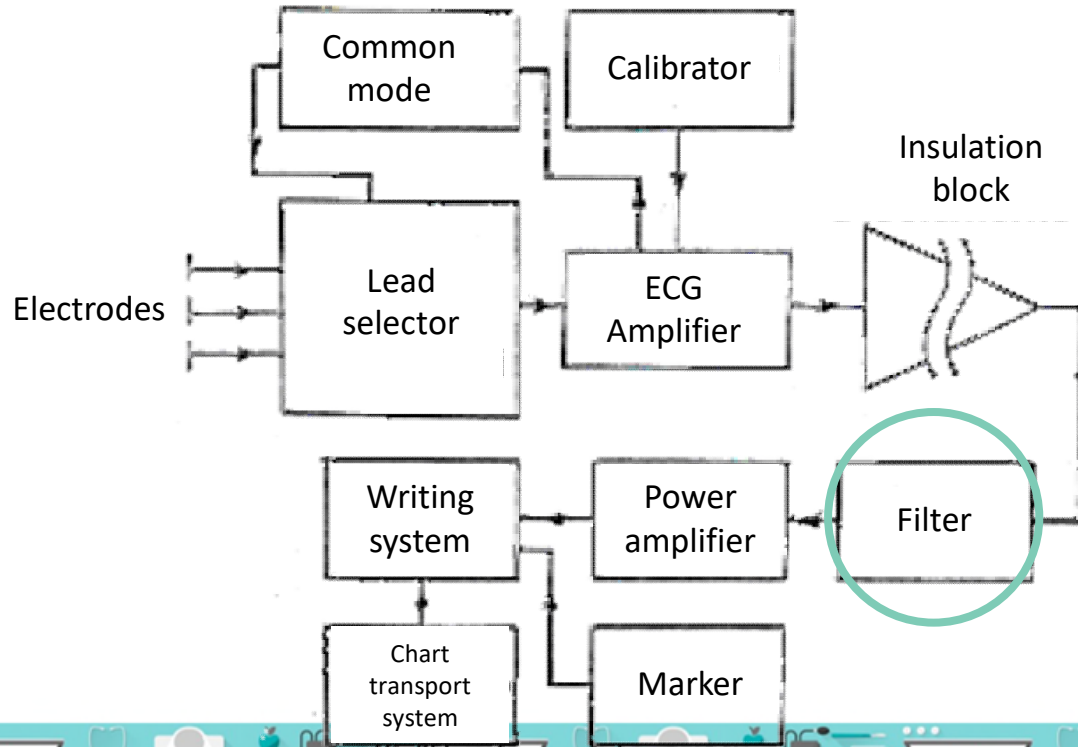 Common
mode
Calibrator
Insulation
block
Electrodes
Lead
selector
ECG
Amplifier
Writing
system
Power
amplifier
Filter
Chart
transport
system
Marker